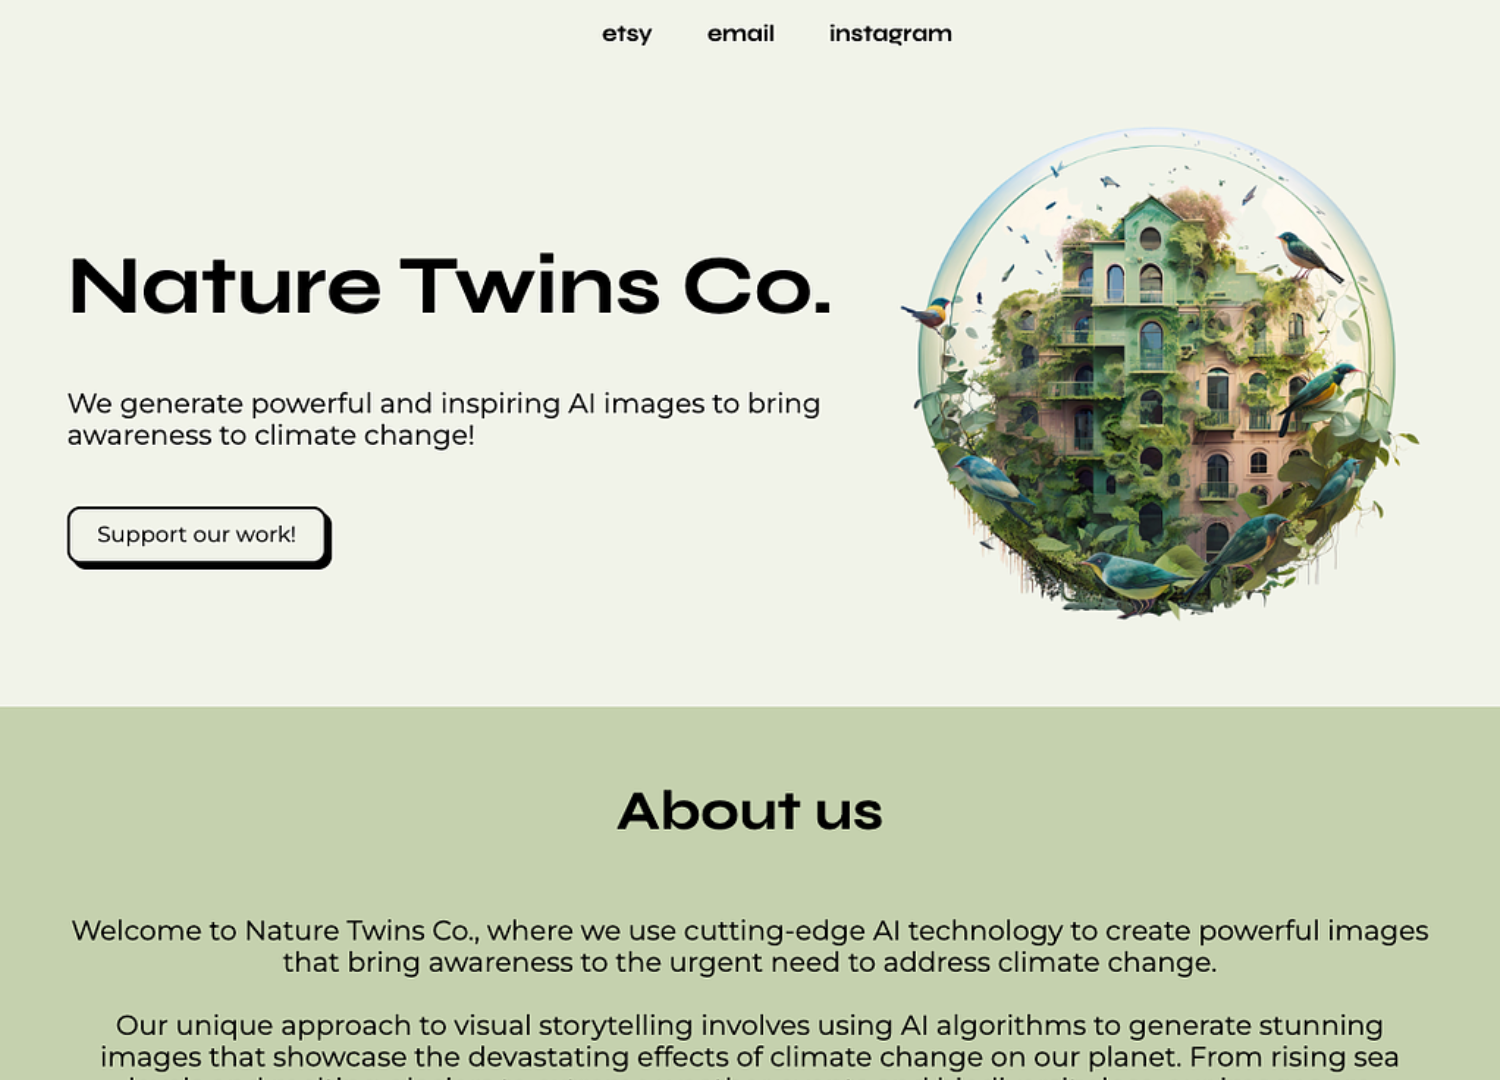 etsy email instagram
Nature Twins Co.
We generate powerful and inspiring AI images to bring
awareness to climate change!
Support our work!
About us
Welcome to Nature Twins Co., where we use cutting-edge AI technology to create powerful images
that bring awareness to the urgent need to address climate change.
Our unique approach to visual storytelling involves using AI algorithms to generate stunning
images that showcase the devastating effects of climate change on our planet. From rising sea